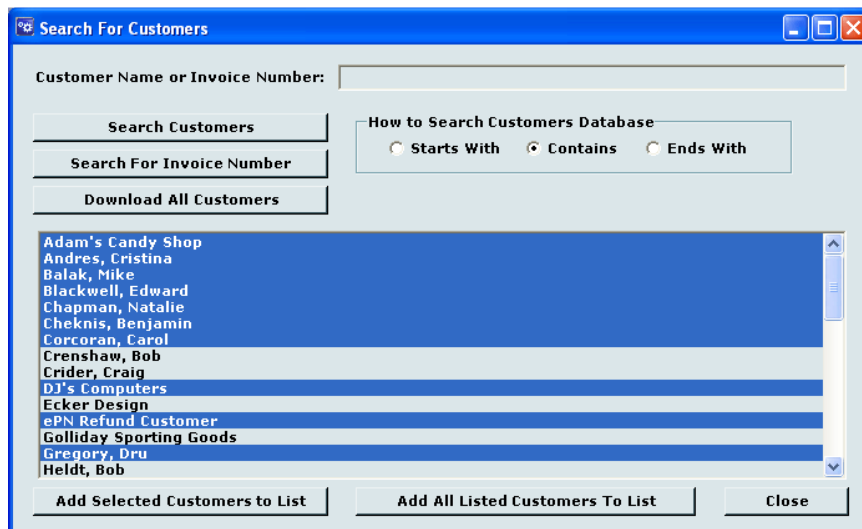 Search For Customers
Customer Name or Invoice Number:
Search Customers
How to Search Customers Database
Starts With
Contains
Ends With
Search For Invoice Number
Download All Customers
Adam's Candy Shop
Andres, Cristina
Balak, Mike
Blackwell, Edward
Chapman, Natalie
Cheknis, Benjamin
Corcoran, Carol
Crenshaw, Bob
Crider, Craig
DJ's Computers
Ecker Design
ePN Refund Customer
Golliday Sporting Goods
Gregory, Dru
Heldt, Bob
Add Selected Customers to List
Add All Listed Customers To List
Close